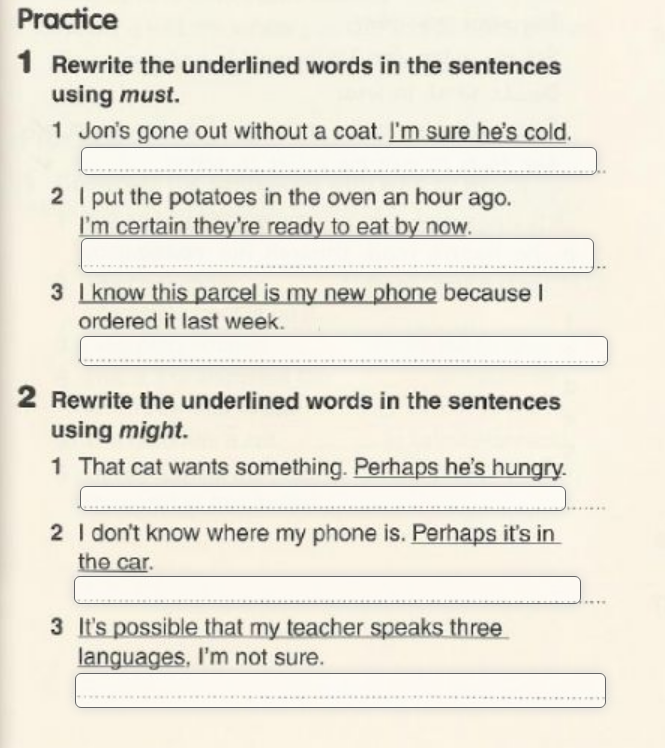 Practice
1 Rewrite the underlined words in the sentences
using must.
1 Jon's gone out without a coat. I'm sure he's cold.
2 I put the potatoes in the oven an hour ago.
I'm certain they're ready to eat by now.
3 I know this parcel is my new phone because I
ordered it last week.
2 Rewrite the underlined words in the sentences
using might.
1 That cat wants something. Perhaps he's hungry.
2 I don't know where my phone is. Perhaps it's in
the car.
3 It's possible that my teacher speaks three
languages, I'm not sure.